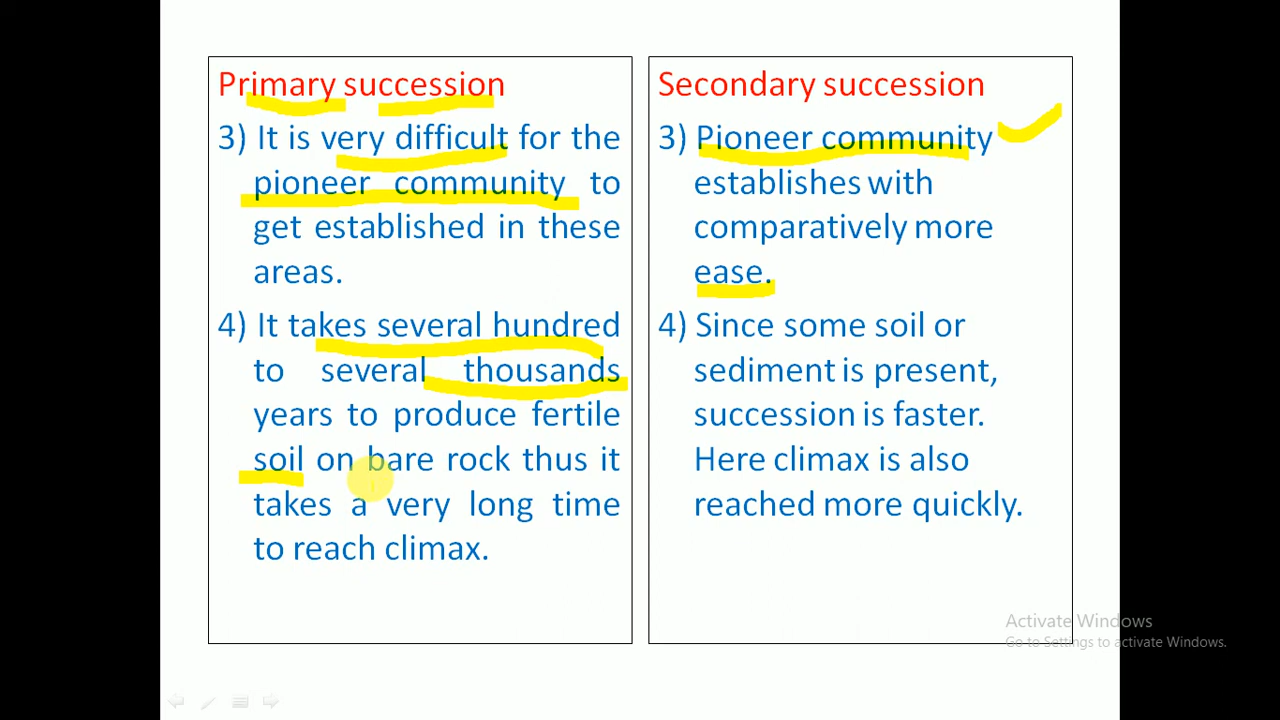 Primary succession
3) It is very difficult for the
pioneer community to
get established in these
areas.
4) It takes several hundred
to several thousands
years to produce fertile
soil on bare rock thus it
takes a very long time
to reach climax.
Secondary succession
3) Pioneer community
establishes with
comparatively more
ease.
4) Since some soil or
sediment is present,
succession is faster.
Here climax is also
reached more quickly.
Activate Windows
Go to Settings to activate Windows.